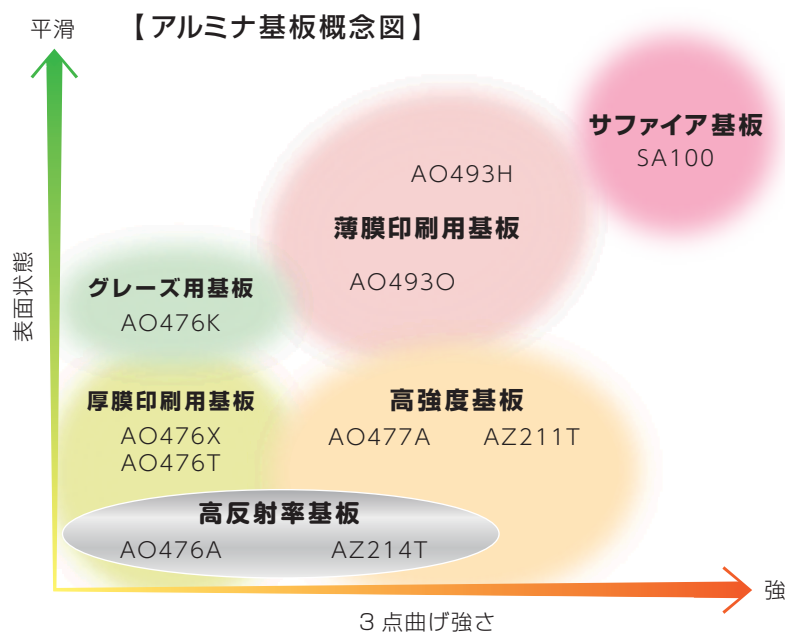 平滑
【アルミナ基板概念図】
サファイア基板
SA100
AO493H
薄膜印刷用基板
AO493O
グレーズ用基板
AO476K
表面状態
厚膜印刷用基板
AO476X
AO476T
高強度基板
AO477A AZ211T
高反射率基板
AO476A AZ214T
強
3点曲げ強さ